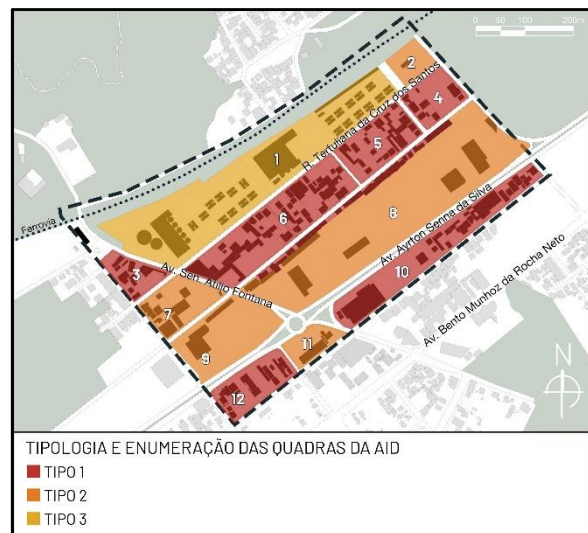 0 50 100 200m
2
R. Tertuliana da Cruz dos Santos
4
5
1
6
8
Ferrovia
3
Av. Sen. Atílio Fontana
Av. Ayrton Senna da Silva
10
7
Av. Bento Munhoz da Rocha Neto
9
11
N
12
TIPOLOGIA E ENUMERAÇÃO DAS QUADRAS DA AID
TIPO 1
TIPO 2
TIPO 3